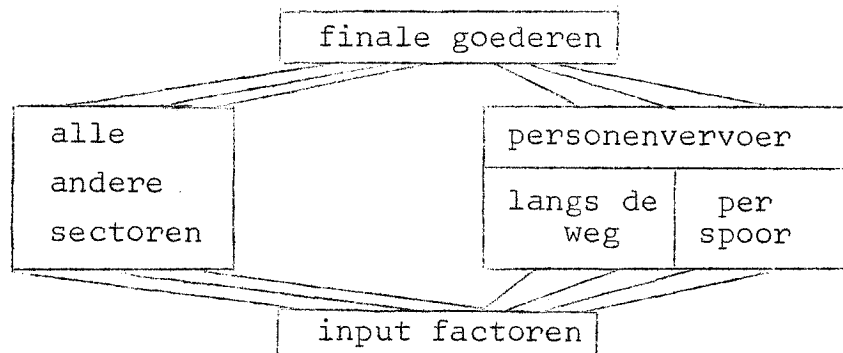 finale goederen
alle
andere
sectoren
personenvervoer
langs de
weg
per
spoor
input factoren